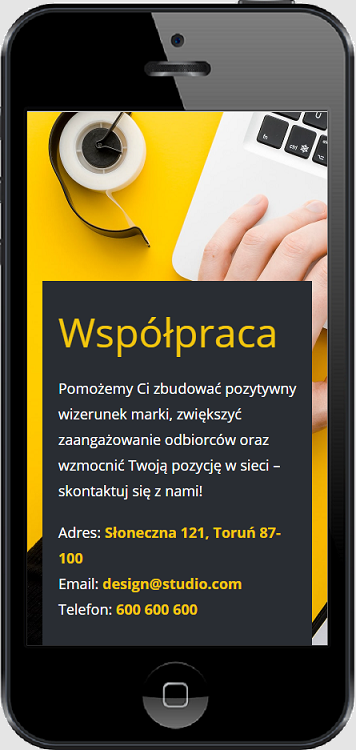 Współpraca
Pomożemy Ci zbudować pozytywny
wizerunek marki, zwiększyć
zaangażowanie odbiorców oraz
wzmocnić Twoją pozycję w sieci –
skontaktuj się z nami!
Adres: Słoneczna 121, Toruń 87-
100
Email: design@studio.com
Telefon: 600 600 600